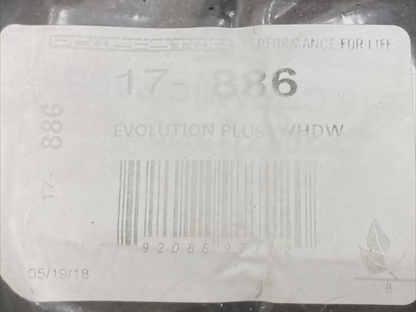 POWERSTOP PERFORMANCE FOR LIFE
17- 886
17- 886
EVOLUTION PLUS W/HDW
05/19/18
B